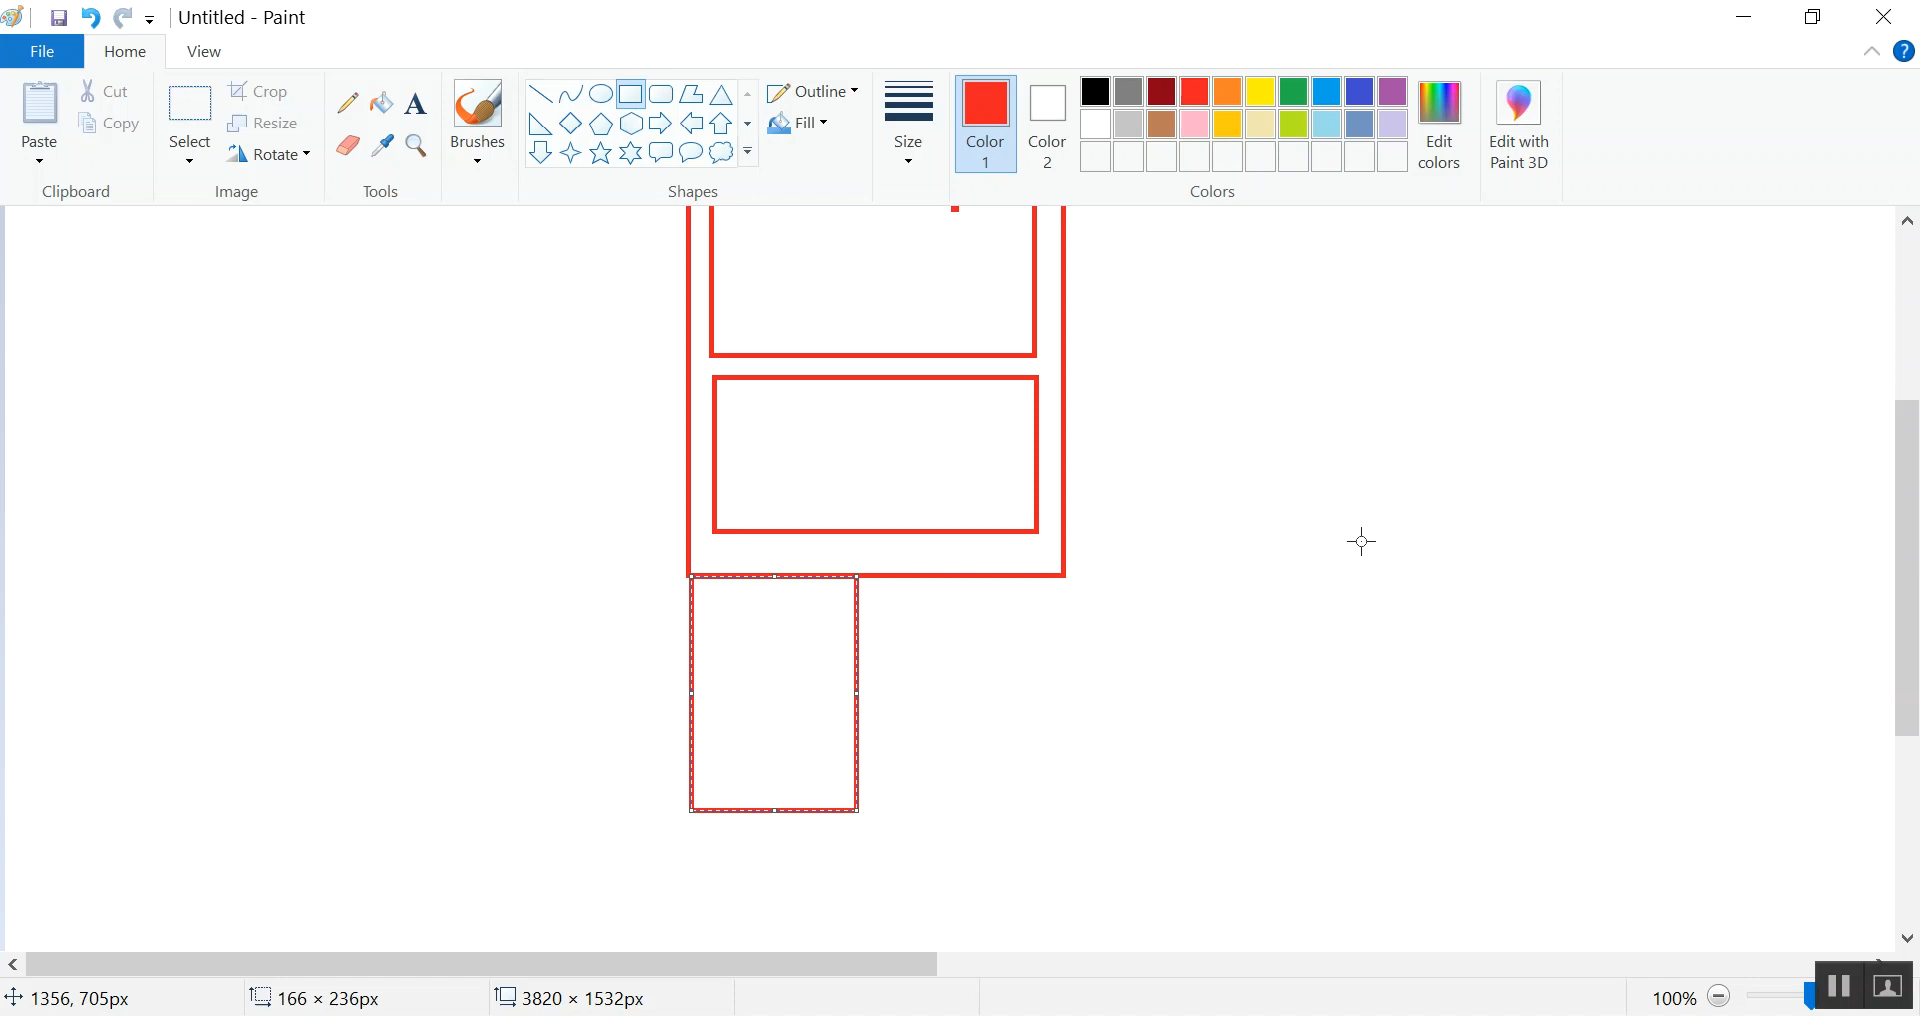 Untitled - Paint
File Home View
Paste Cut Copy Clipboard
Select Crop Resize Rotate Image
A Tools
Brushes
Shapes
Outline Fill
Size
Color 1
Color 2
Colors
Edit colors
Edit with Paint 3D
?
1356, 705px 166 × 236px 3820 × 1532px 100%